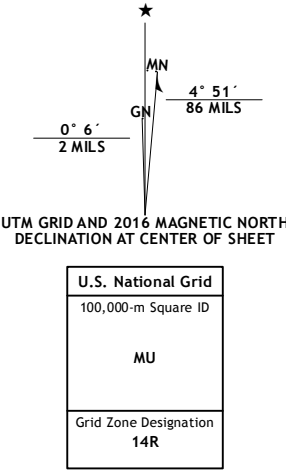 ★
MN
4° 51´
86 MILS
GN
0° 6´
2 MILS
UTM GRID AND 2016 MAGNETIC NORTH
DECLINATION AT CENTER OF SHEET
U.S. National Grid
100,000-m Square ID
MU
Grid Zone Designation
14R